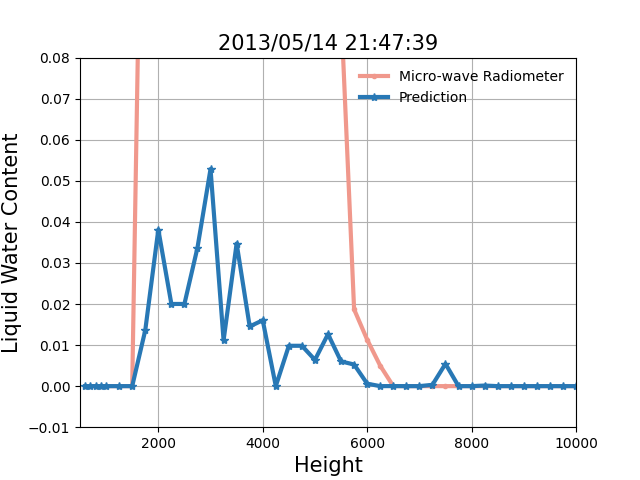 2013/05/14 21:47:39
Micro-wave Radiometer
Prediction
Liquid Water Content
0.08
0.07
0.06
0.05
0.04
0.03
0.02
0.01
0.00
−0.01
2000 4000 6000 8000 10000
Height